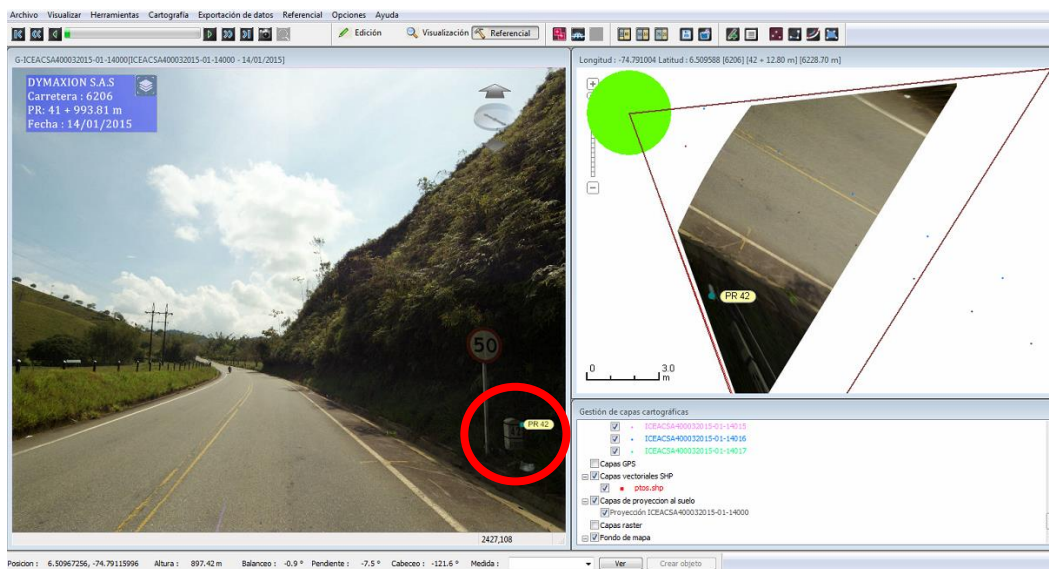 Archivo Visualizar Herramientas Cartografía Exportación de datos Referencial Opciones Ayuda
Edición Visualización Referencial
G-ICEACSA400032015-01-14000[ICEACSA400032015-01-14000 - 14/01/2015]
DYMAXION S.A.S
Carretera : 6206
PR: 41 + 993.81 m
Fecha : 14/01/2015
50
PR 42
2427,108
Longitud : -74.791004 Latitud : 6.509588 [6206] [42 + 12.80 m] [6228.70 m]
PR 42
0 3.0
m
Gestión de capas cartográficas
ICEACSA400032015-01-14015
ICEACSA400032015-01-14016
ICEACSA400032015-01-14017
Capas GPS
Capas vectoriales SHP
ptos.shp
Capas de proyeccion al suelo
Proyección ICEACSA400032015-01-14000
Capas raster
Fondo de mapa
Posicion : 6.50967256, -74.79115996 Altura : 897.42 m Balanceo : -0.9 º Pendiente : -7.5 º Cabeceo : -121.6 º Medida : Ver Crear objeto